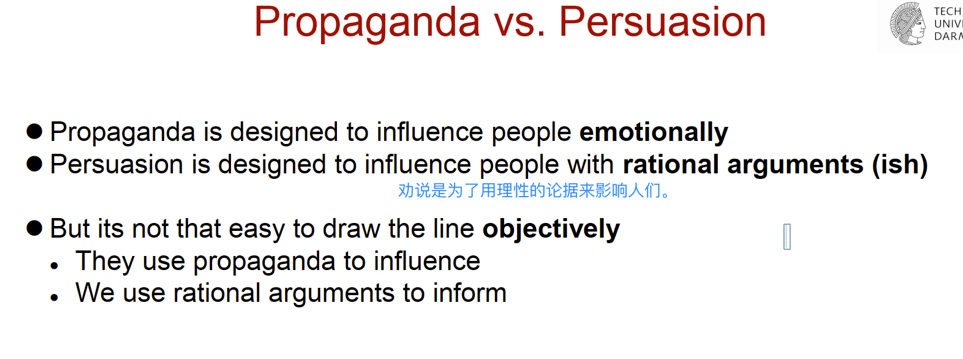 Propaganda vs. Persuasion
TECH
UNIVE
DARM
● Propaganda is designed to influence people emotionally
● Persuasion is designed to influence people with rational arguments (ish)
劝说是为了用理性的论据来影响人们。
● But its not that easy to draw the line objectively
• They use propaganda to influence
• We use rational arguments to inform